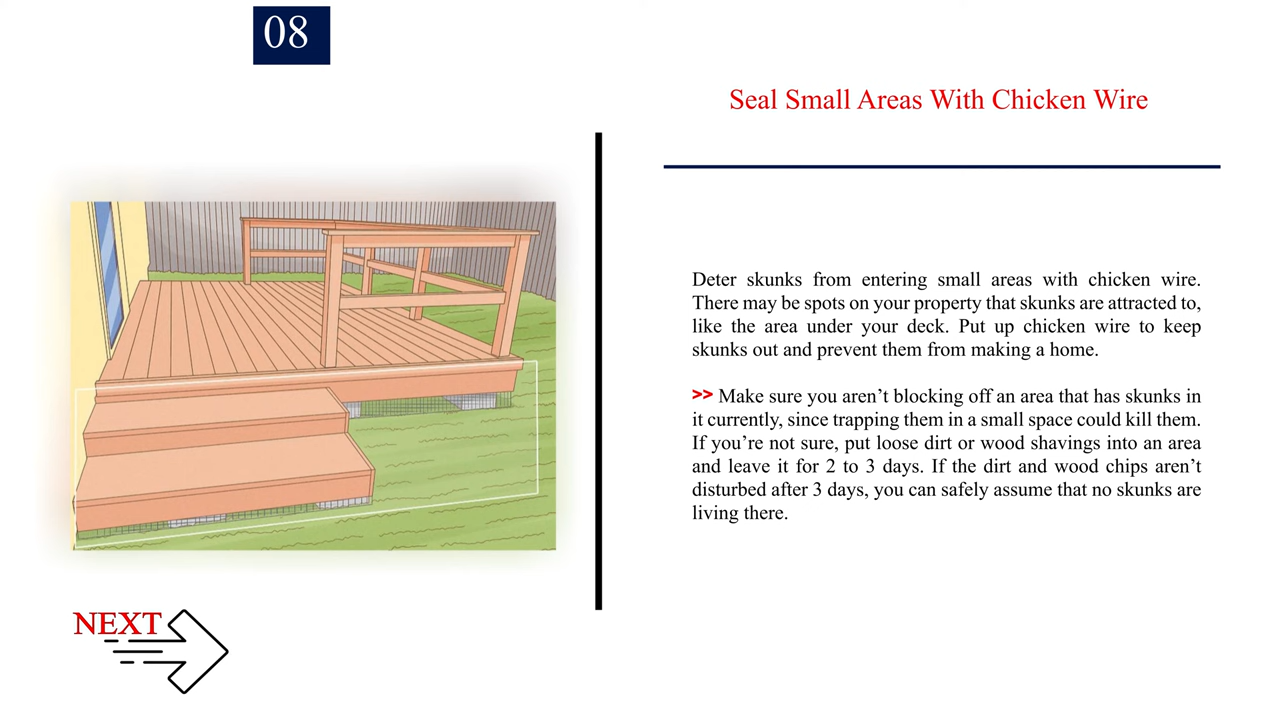 08
Seal Small Areas With Chicken Wire
Deter skunks from entering small areas with chicken wire.
There may be spots on your property that skunks are attracted to,
like the area under your deck. Put up chicken wire to keep
skunks out and prevent them from making a home.
>> Make sure you aren’t blocking off an area that has skunks in
it currently, since trapping them in a small space could kill them.
If you’re not sure, put loose dirt or wood shavings into an area
and leave it for 2 to 3 days. If the dirt and wood chips aren’t
disturbed after 3 days, you can safely assume that no skunks are
living there.
NEXT